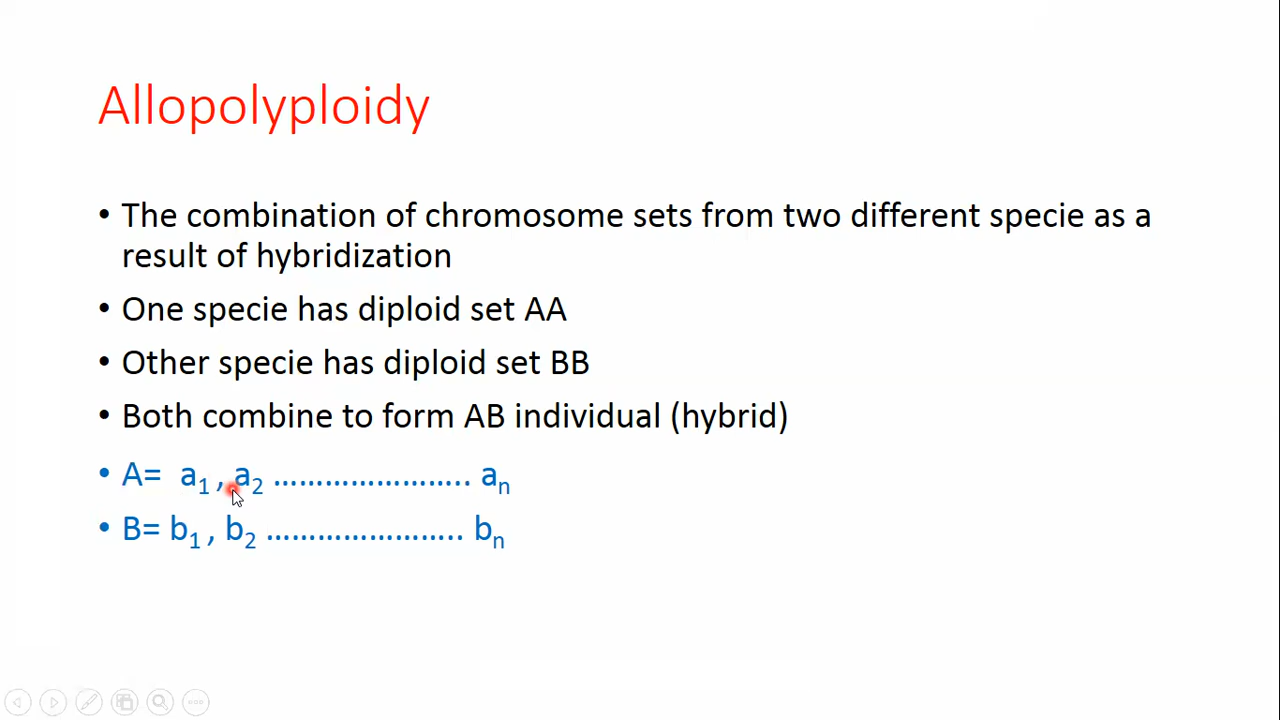 Allopolyploidy
• The combination of chromosome sets from two different specie as a
result of hybridization
• One specie has diploid set AA
• Other specie has diploid set BB
• Both combine to form AB individual (hybrid)
• A= a₁ , a₂ ………………….. aₙ
• B= b₁ , b₂ ………………….. bₙ